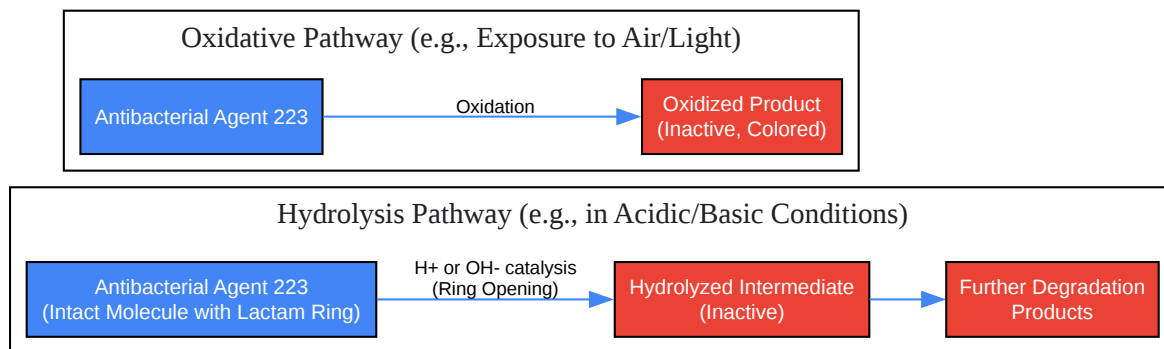 Oxidative Pathway (e.g., Exposure to Air/Light)
Antibacterial Agent 223
Oxidation
Oxidized Product
(Inactive, Colored)
Hydrolysis Pathway (e.g., in Acidic/Basic Conditions)
Antibacterial Agent 223
(Intact Molecule with Lactam Ring)
H+ or OH- catalysis
(Ring Opening)
Hydrolyzed Intermediate
(Inactive)
Further Degradation
Products